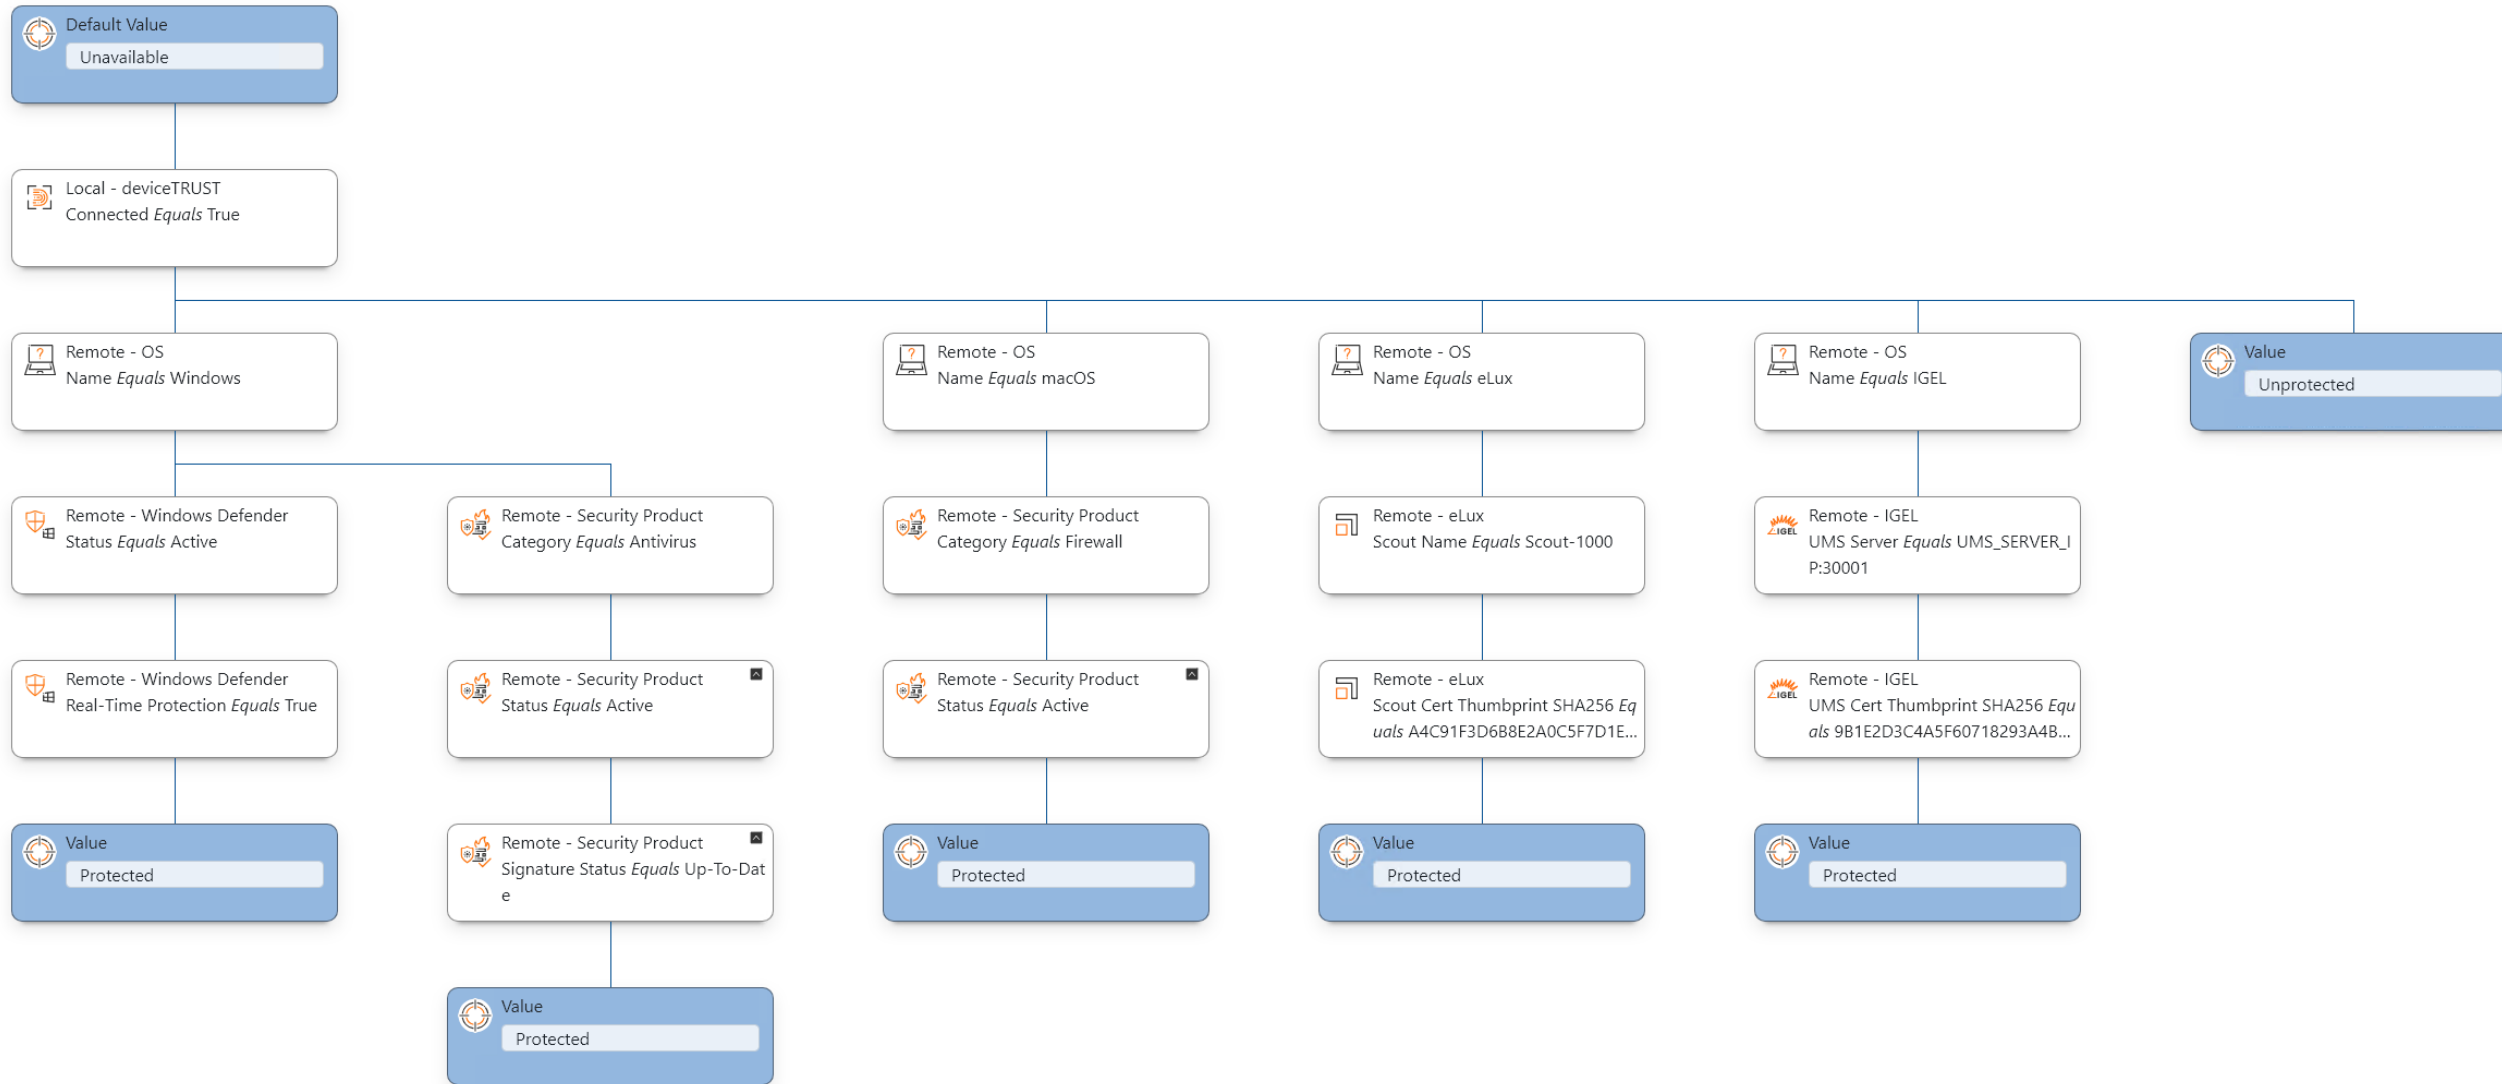 Default Value
Unavailable
Local - deviceTRUST
Connected Equals True
Remote - OS
Name Equals Windows
Remote - OS
Name Equals macOS
Remote - OS
Name Equals eLux
Remote - OS
Name Equals IGEL
Value
Unprotected
Remote - Windows Defender
Status Equals Active
Remote - Security Product
Category Equals Antivirus
Remote - Security Product
Category Equals Firewall
Remote - eLux
Scout Name Equals Scout-1000
IGEL
Remote - IGEL
UMS Server Equals UMS_SERVER_I
P:30001
Remote - Windows Defender
Real-Time Protection Equals True
Remote - Security Product
Status Equals Active
Remote - Security Product
Status Equals Active
Remote - eLux
Scout Cert Thumbprint SHA256 Eq
uals A4C91F3D6B8E2A0C5F7D1E...
IGEL
Remote - IGEL
UMS Cert Thumbprint SHA256 Equ
als 9B1E2D3C4A5F60718293A4B...
Value
Protected
Remote - Security Product
Signature Status Equals Up-To-Dat
e
Value
Protected
Value
Protected
Value
Protected
Value
Protected